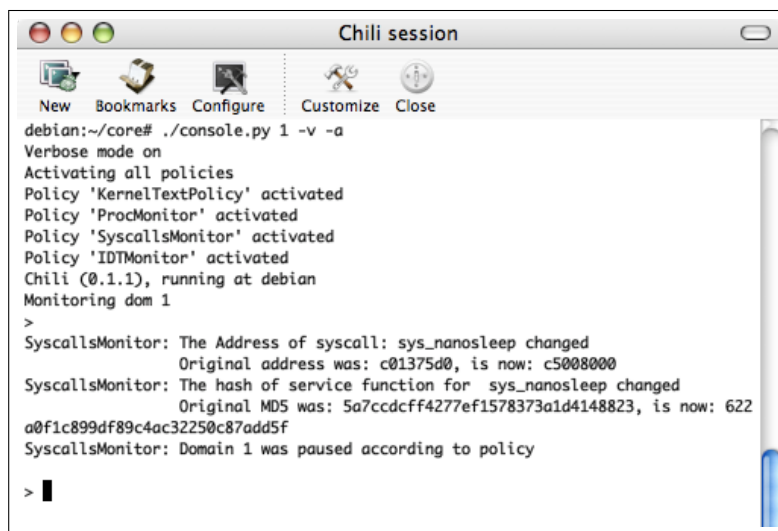 Chili session
New Bookmarks Configure Customize Close
debian:~/core# ./console.py 1 -v -a
Verbose mode on
Activating all policies
Policy 'KernelTextPolicy' activated
Policy 'ProcMonitor' activated
Policy 'SyscallsMonitor' activated
Policy 'IDTMonitor' activated
Chili (0.1.1), running at debian
Monitoring dom 1
>
SyscallsMonitor: The Address of syscall: sys_nanosleep changed
Original address was: c01375d0, is now: c5008000
SyscallsMonitor: The hash of service function for sys_nanosleep changed
Original MD5 was: 5a7ccdcff4277ef1578373a1d4148823, is now: 622
a0f1c899df89c4ac32250c87add5f
SyscallsMonitor: Domain 1 was paused according to policy
>